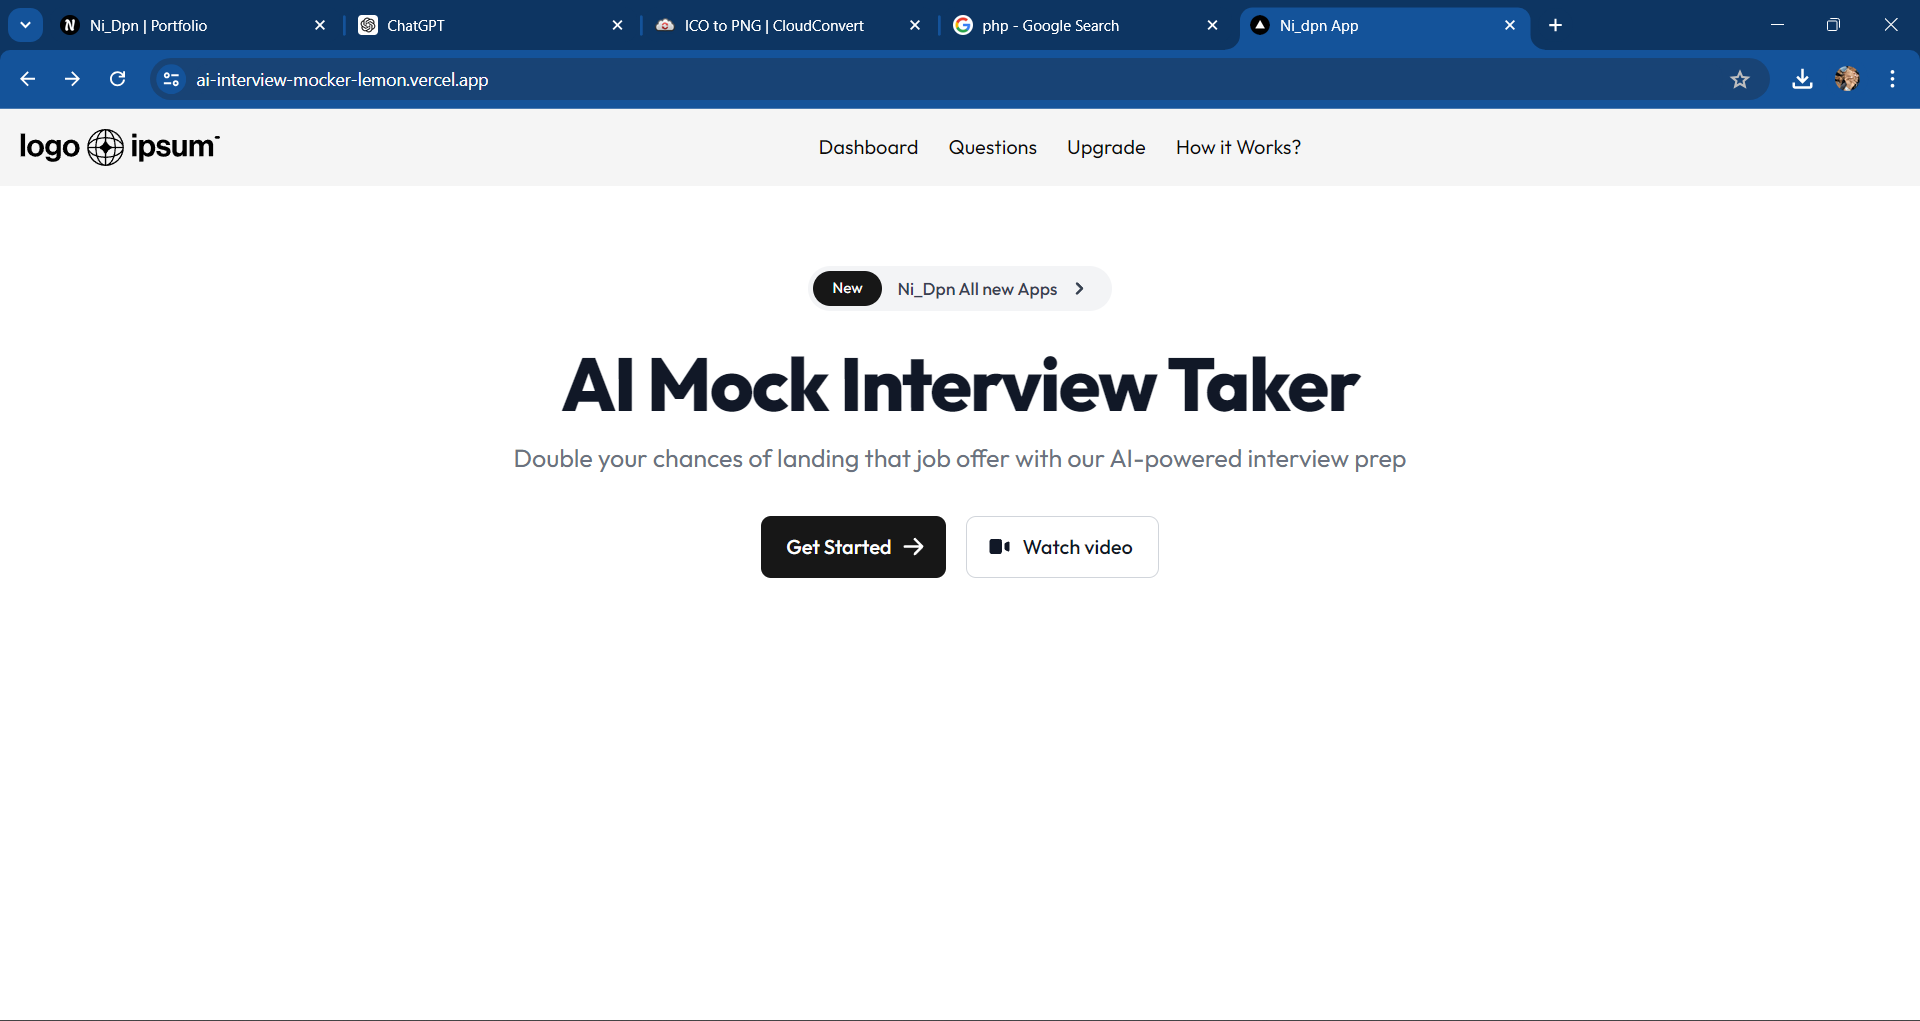 Ni_Dpn | Portfolio
ChatGPT
ICO to PNG | CloudConvert
php - Google Search
Ni_dpn App
ai-interview-mocker-lemon.vercel.app
logo ipsum
Dashboard
Questions
Upgrade
How it Works?
New
Ni_Dpn All new Apps
AI Mock Interview Taker
Double your chances of landing that job offer with our AI-powered interview prep
Get Started
Watch video